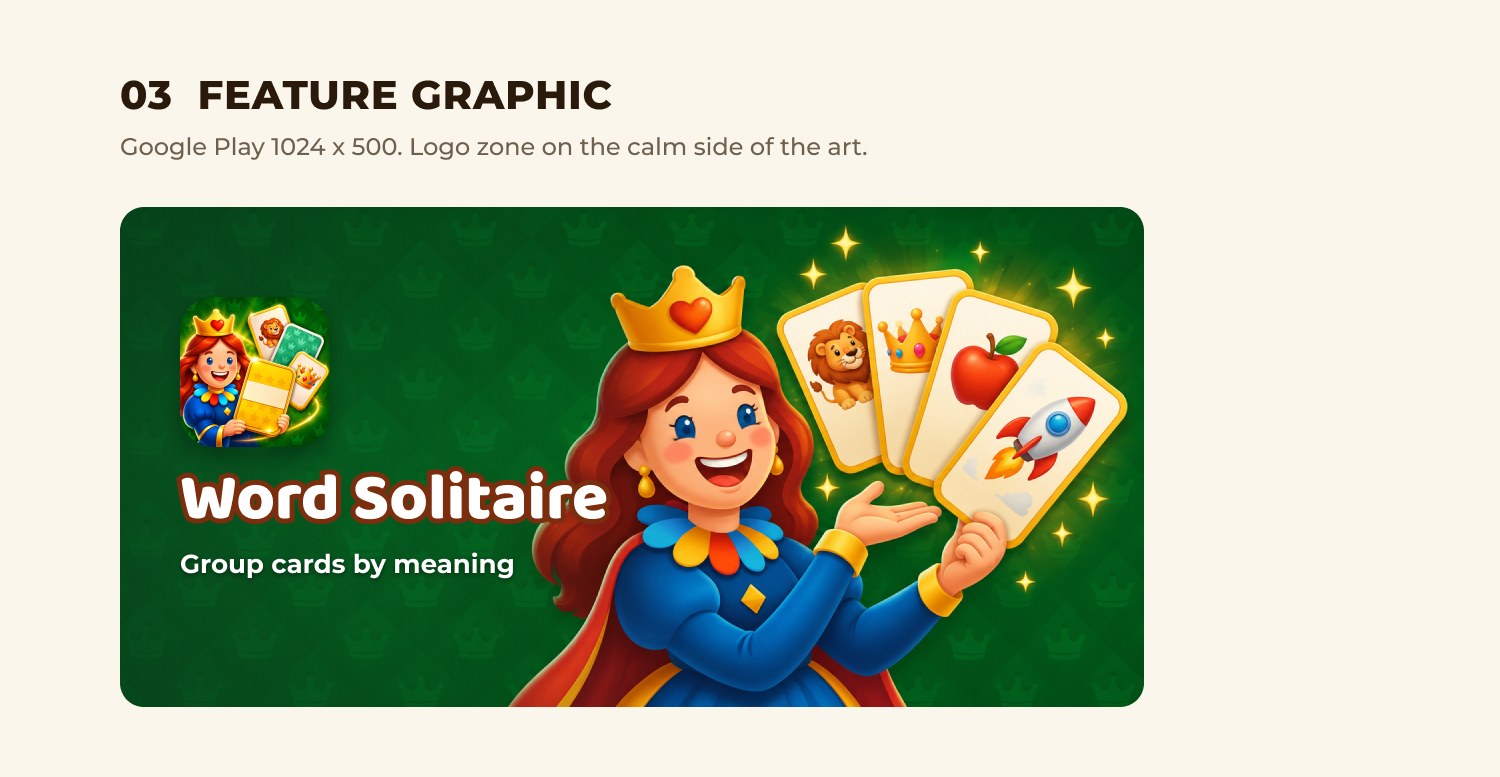 03 FEATURE GRAPHIC
Google Play 1024 x 500. Logo zone on the calm side of the art.
Word Solitaire
Group cards by meaning